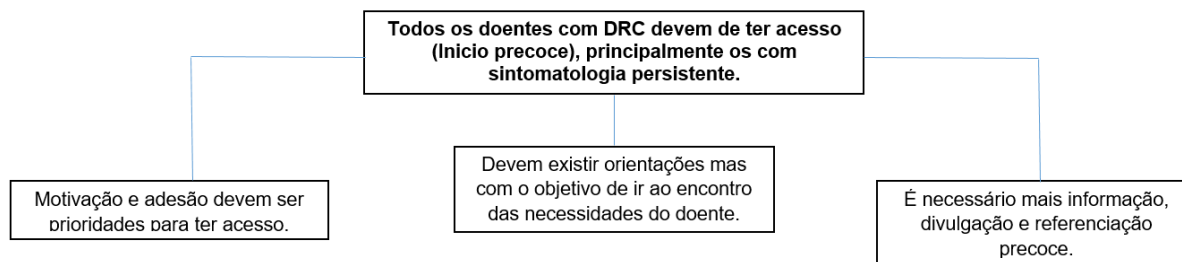 Todos os doentes com DRC devem de ter acesso
(Inicio precoce), principalmente os com
sintomatologia persistente.
Motivação e adesão devem ser
prioridades para ter acesso.
Devem existir orientações mas
com o objetivo de ir ao encontro
das necessidades do doente.
É necessário mais informação,
divulgação e referenciação
precoce.